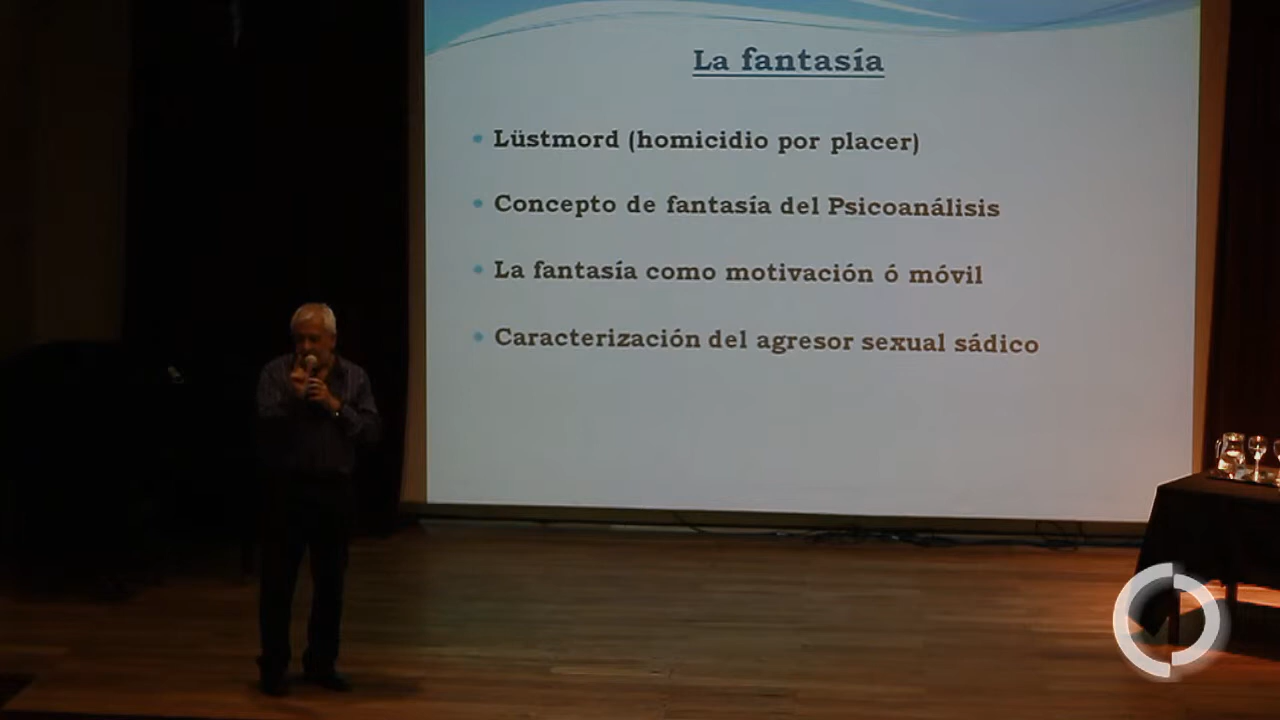 La fantasía
Lüstmord (homicidio por placer)
Concepto de fantasía del Psicoanálisis
La fantasía como motivación ó móvil
Caracterización del agresor sexual sádico